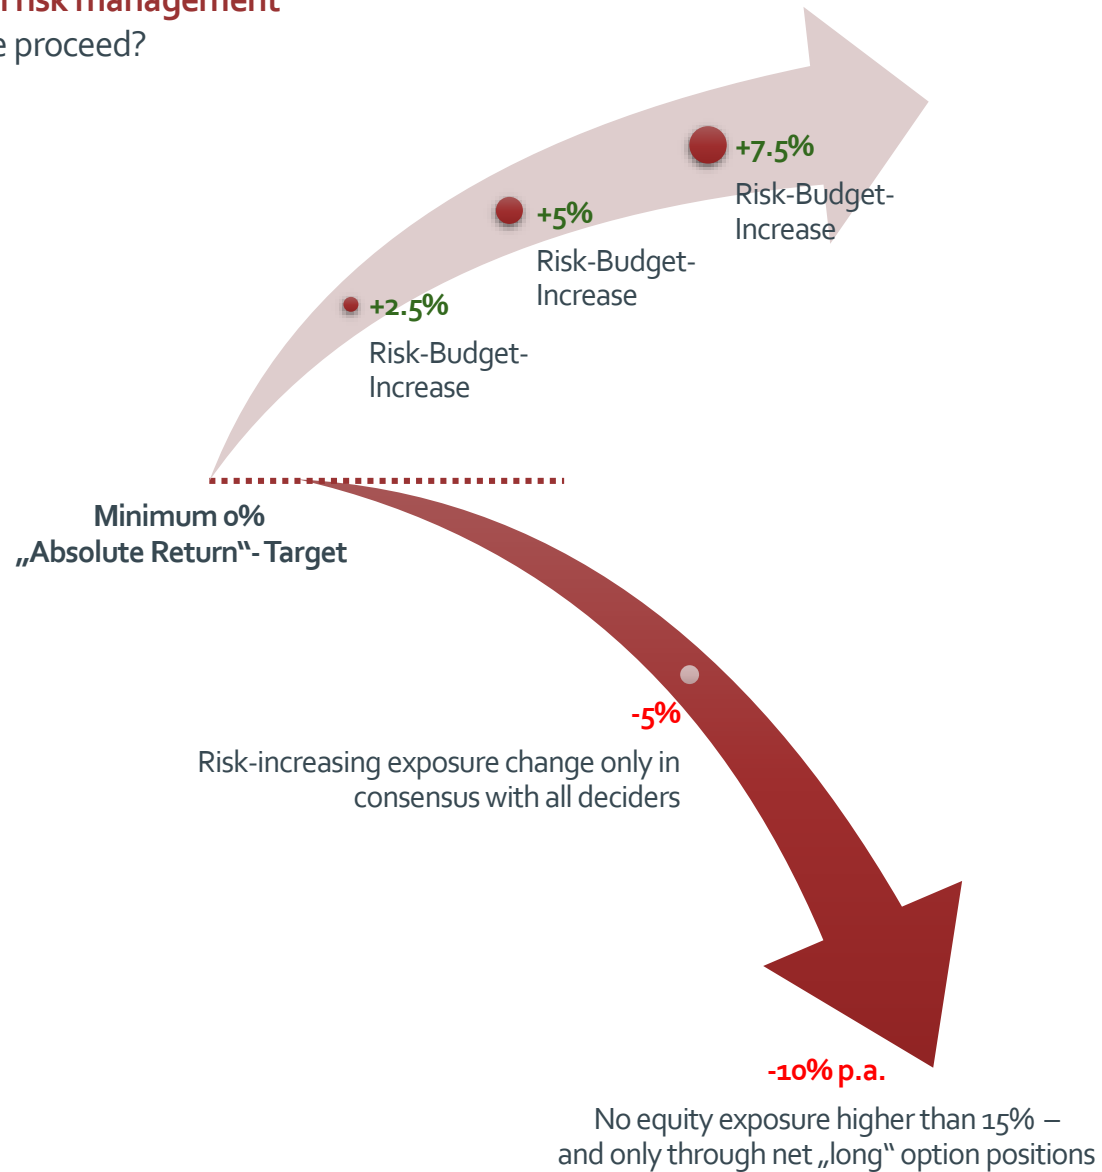 risk management
e proceed?
+7.5%
Risk-Budget-
Increase
+5%
Risk-Budget-
Increase
+2.5%
Risk-Budget-
Increase
Minimum 0%
„Absolute Return“- Target
-5%
Risk-increasing exposure change only in
consensus with all deciders
-10% p.a.
No equity exposure higher than 15% –
and only through net „long“ option positions